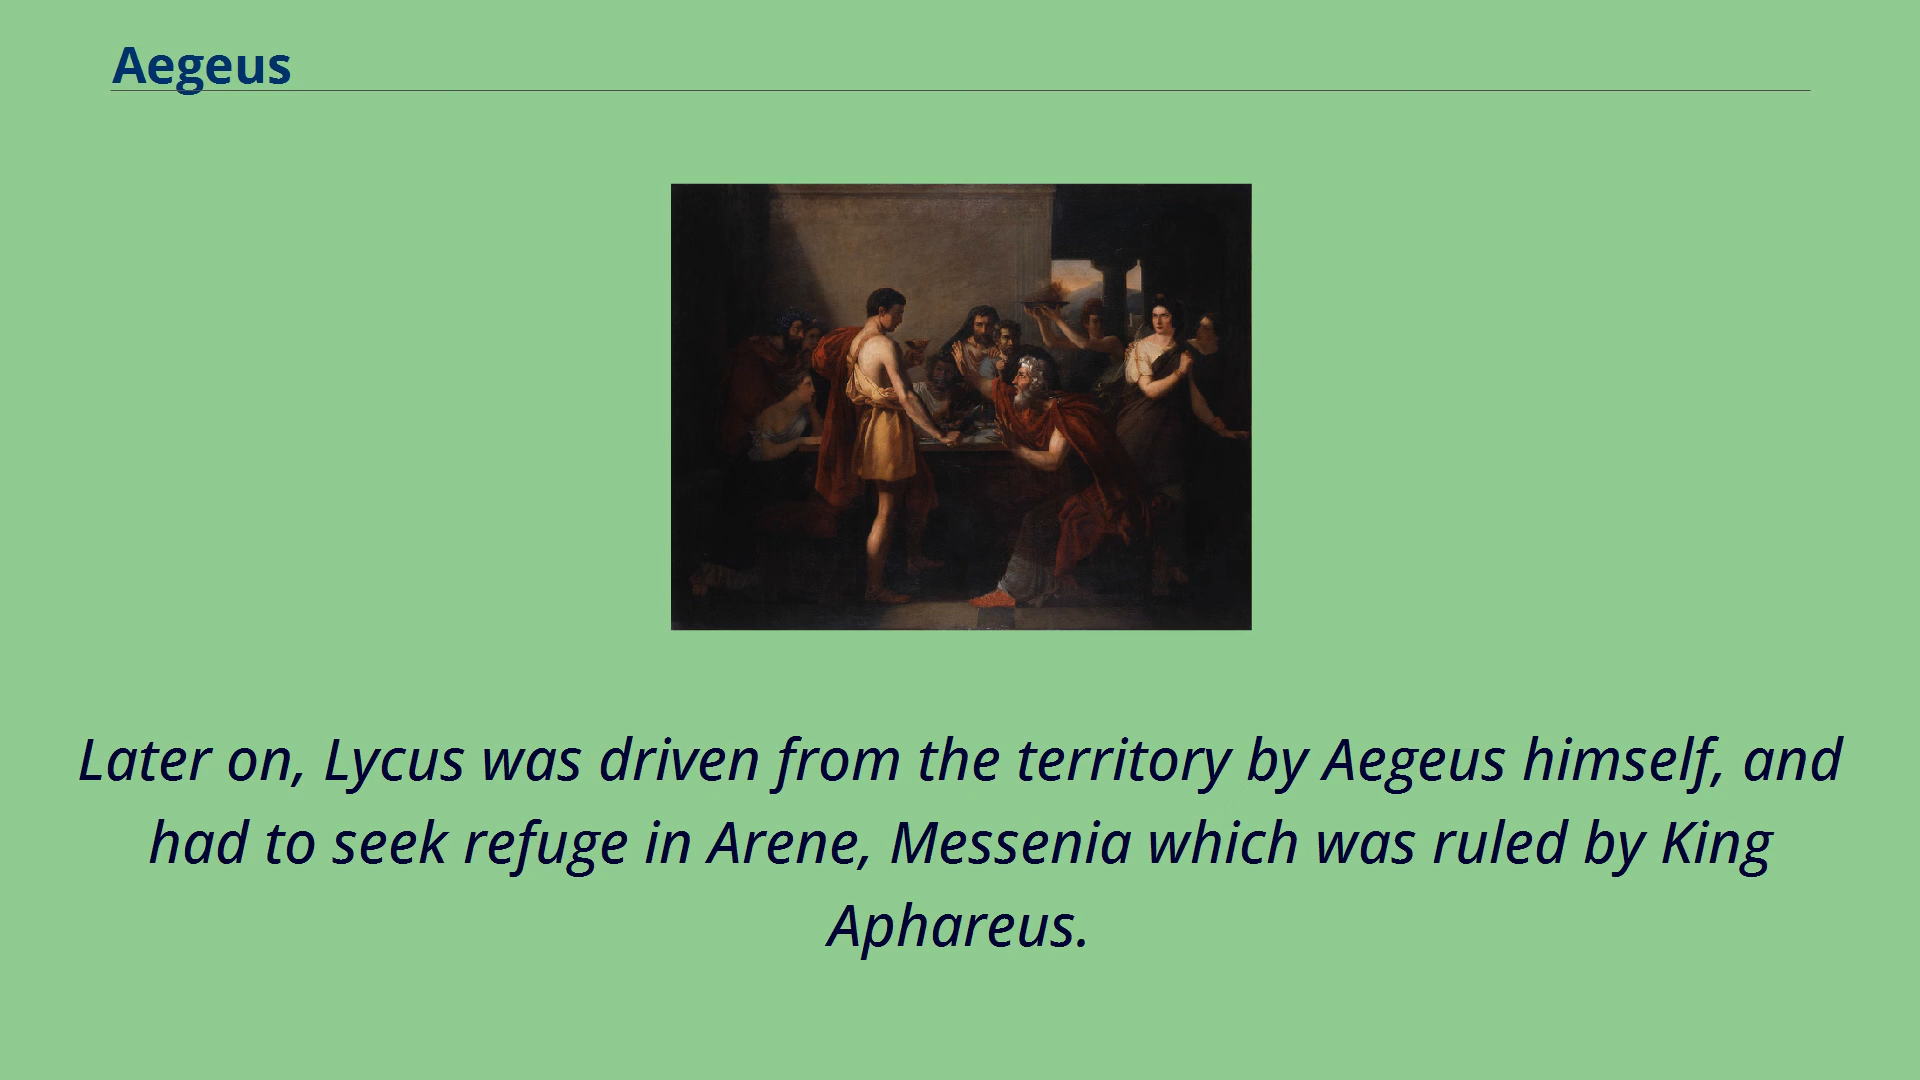 Aegeus
Later on, Lycus was driven from the territory by Aegeus himself, and
had to seek refuge in Arene, Messenia which was ruled by King
Aphareus.